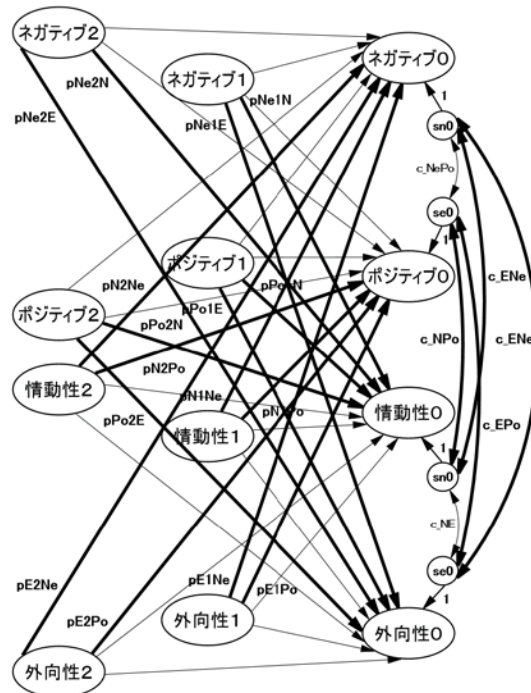 ネガティブ2
ネガティブ0
ネガティブ1
pNe2N
pNe1N
pNe2E
pNe1E
1
sn0
c_NePo
se0
1
ポジティブ1
ポジティブ0
c_ENe
pPo1E
ポジティブ2
pPo2N
c_NPo
c_ENe
pN2Po
情動性2
pN1Ne
pPo2E
情動性0
c_EPo
情動性1
1
sn0
c_NE
se0
pE2Ne
pE1Ne
pE1Po
1
pE2Po
外向性1
外向性0
外向性2